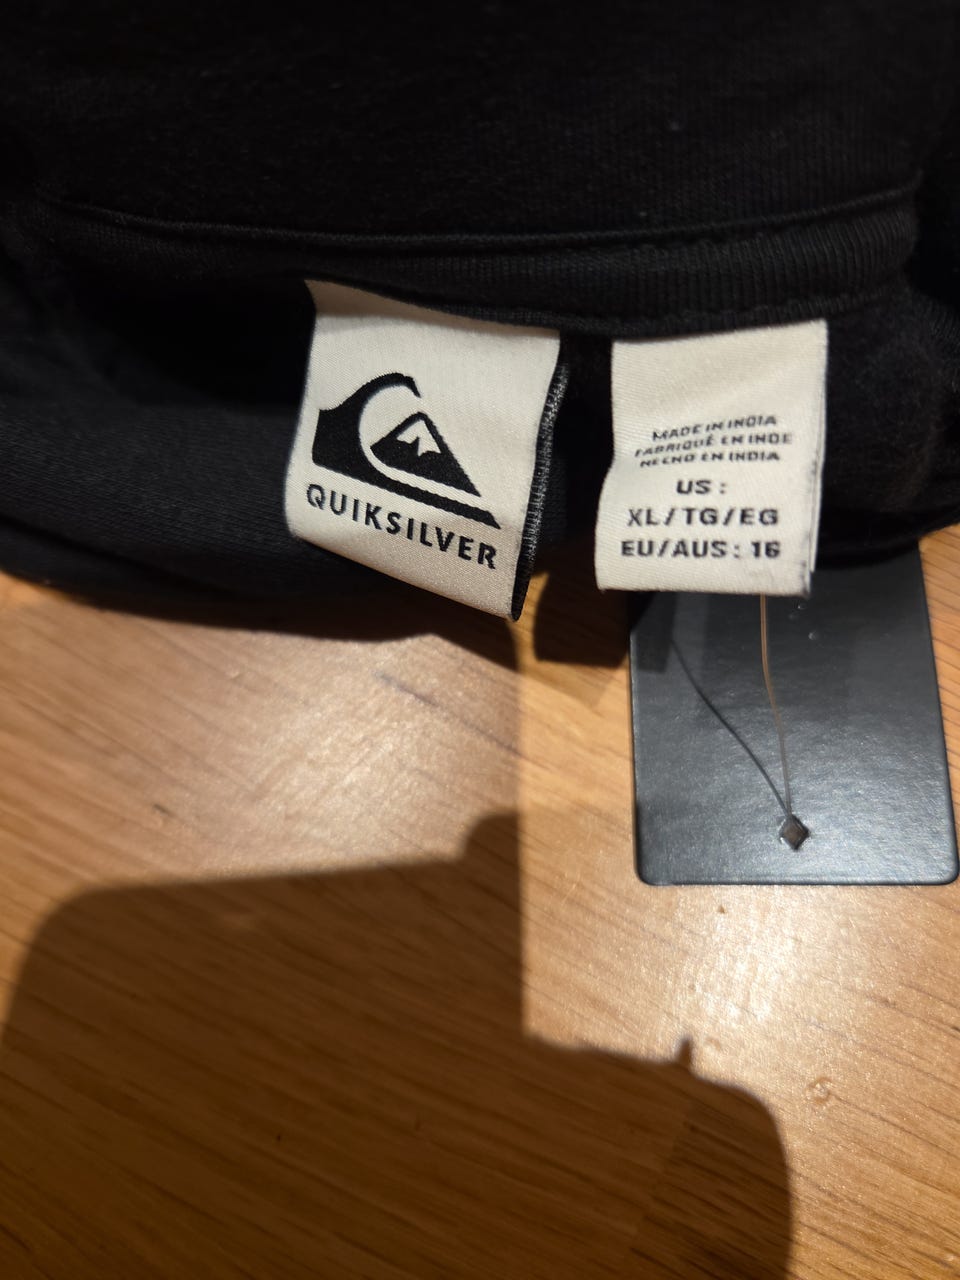 QUIKSILVER
MADE IN INDIA
FABRIQUÉ EN INDE
HECHO EN INDIA
US :
XL/TG/EG
EU/AUS : 16